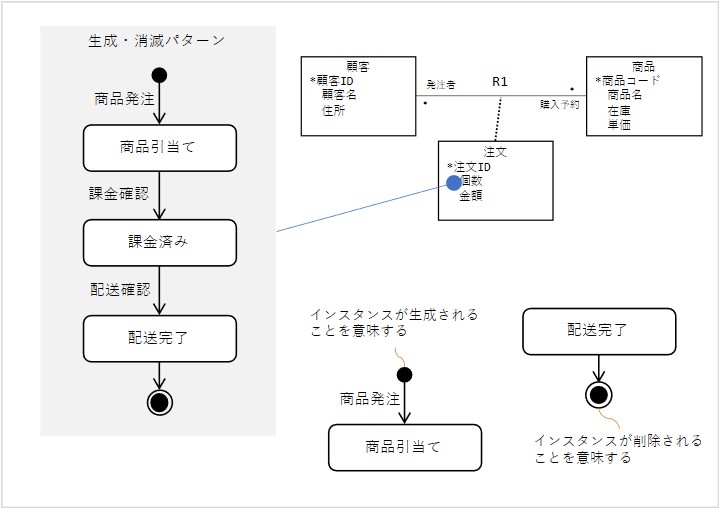 生成・消滅パターン
商品発注
商品引当て
課金確認
課金済み
配送確認
配送完了
顧客
*顧客ID
顧客名
住所
発注者
*
R1
*
購入予約
商品
*商品コード
商品名
在庫
単価
注文
*注文ID
個数
金額
インスタンスが生成される
ことを意味する
商品発注
商品引当て
配送完了
インスタンスが削除される
ことを意味する